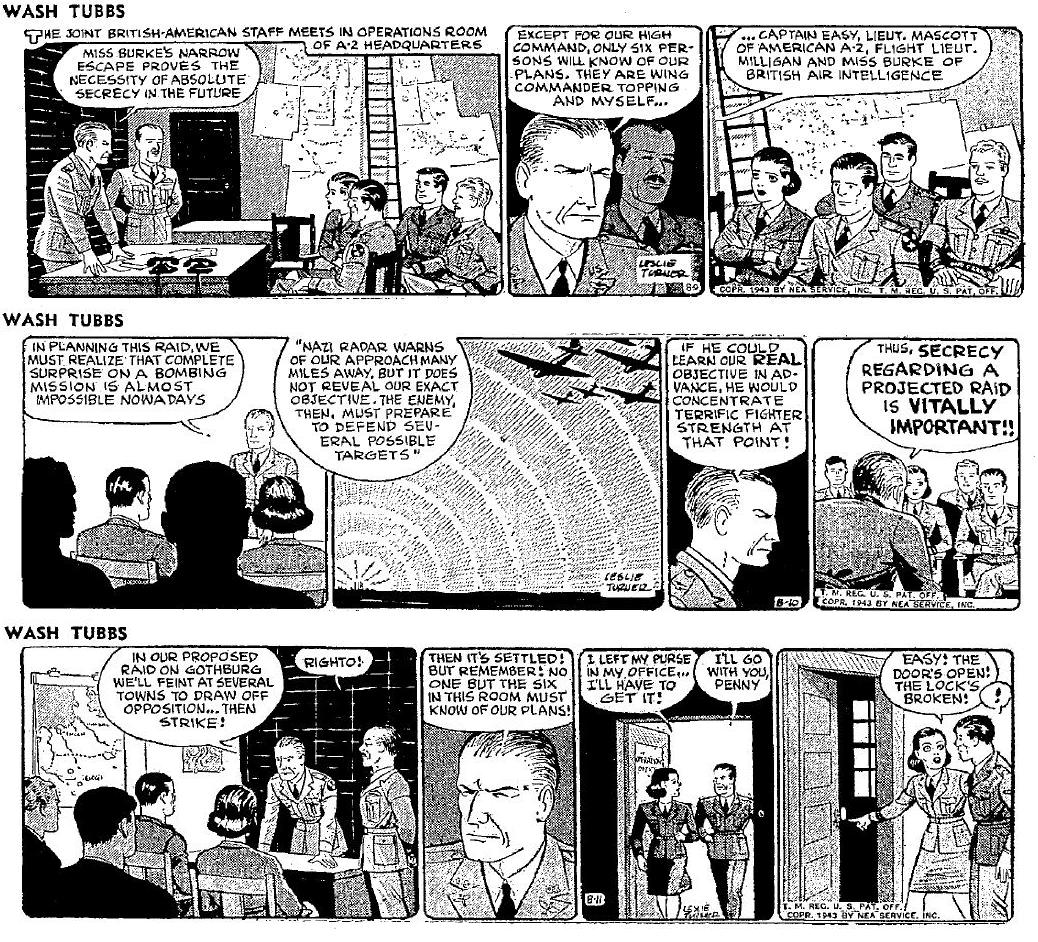 WASH TUBBS
THE JOINT BRITISH-AMERICAN STAFF MEETS IN OPERATIONS ROOM
OF A-2 HEADQUARTERS
MISS BURKE'S NARROW
ESCAPE PROVES THE
NECESSITY OF ABSOLUTE
SECRECY IN THE FUTURE
EXCEPT FOR OUR HIGH
COMMAND, ONLY SIX PER-
SONS WILL KNOW OF OUR
PLANS. THEY ARE WING
COMMANDER TOPPING
AND MYSELF...
LESLIE
TURNER
8-9
... CAPTAIN EASY, LIEUT. MASCOTT
OF AMERICAN A-2, FLIGHT LIEUT.
MILLIGAN AND MISS BURKE OF
BRITISH AIR INTELLIGENCE
COPR. 1943 BY NEA SERVICE, INC. T. M. REC. U. S. PAT. OFF.
WASH TUBBS
IN PLANNING THIS RAID, WE
MUST REALIZE THAT COMPLETE
SURPRISE ON A BOMBING
MISSION IS ALMOST
IMPOSSIBLE NOWADAYS
"NAZI RADAR WARNS
OF OUR APPROACH MANY
MILES AWAY, BUT IT DOES
NOT REVEAL OUR EXACT
OBJECTIVE. THE ENEMY,
THEN, MUST PREPARE
TO DEFEND SEV-
ERAL POSSIBLE
TARGETS"
LESLIE
TURNER
IF HE COULD
LEARN OUR REAL
OBJECTIVE IN AD-
VANCE, HE WOULD
CONCENTRATE
TERRIFIC FIGHTER
STRENGTH AT
THAT POINT!
8-10
THUS, SECRECY
REGARDING A
PROJECTED RAID
IS VITALLY
IMPORTANT!!
T. M. REG. U. S. PAT. OFF.
COPR. 1943 BY NEA SERVICE, INC.
WASH TUBBS
IN OUR PROPOSED
RAID ON GOTHBURG
WE'LL FEINT AT SEVERAL
TOWNS TO DRAW OFF
OPPOSITION... THEN
STRIKE!
RIGHTO!
THEN IT'S SETTLED!
BUT REMEMBER! NO
ONE BUT THE SIX
IN THIS ROOM MUST
KNOW OF OUR PLANS!
I LEFT MY PURSE
IN MY OFFICE...
I'LL HAVE TO
GET IT!
I'LL GO
WITH YOU,
PENNY
OPERATIONS
8-11
LESLIE
TURNER
EASY! THE
DOOR'S OPEN!
THE LOCK'S
BROKEN!
!
T. M. REG. U. S. PAT. OFF.
COPR. 1943 BY NEA SERVICE, INC.